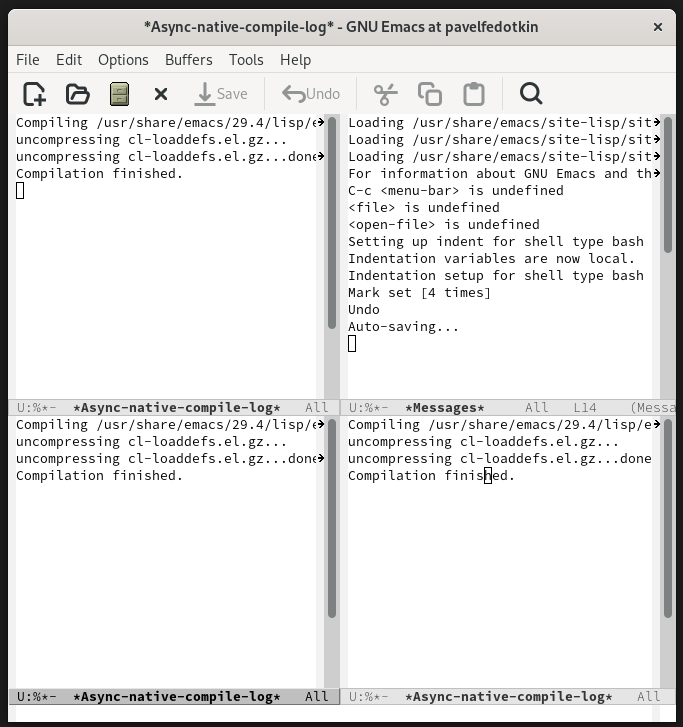 *Async-native-compile-log* - GNU Emacs at pavelfedotkin
File Edit Options Buffers Tools Help
Save Undo
Compiling /usr/share/emacs/29.4/lisp/e
uncompressing cl-loaddefs.el.gz...
uncompressing cl-loaddefs.el.gz...done
Compilation finished.
U:%*- *Async-native-compile-log* All
Loading /usr/share/emacs/site-lisp/sit
Loading /usr/share/emacs/site-lisp/sit
Loading /usr/share/emacs/site-lisp/sit
For information about GNU Emacs and th
C-c <menu-bar> is undefined
<file> is undefined
<open-file> is undefined
Setting up indent for shell type bash
Indentation variables are now local.
Indentation setup for shell type bash
Mark set [4 times]
Undo
Auto-saving...
U:%*- *Messages* All L14 (Messa
Compiling /usr/share/emacs/29.4/lisp/e
uncompressing cl-loaddefs.el.gz...
uncompressing cl-loaddefs.el.gz...done
Compilation finished.
U:%*- *Async-native-compile-log* All
Compiling /usr/share/emacs/29.4/lisp/e
uncompressing cl-loaddefs.el.gz...
uncompressing cl-loaddefs.el.gz...done
Compilation finished.
U:%*- *Async-native-compile-log* All